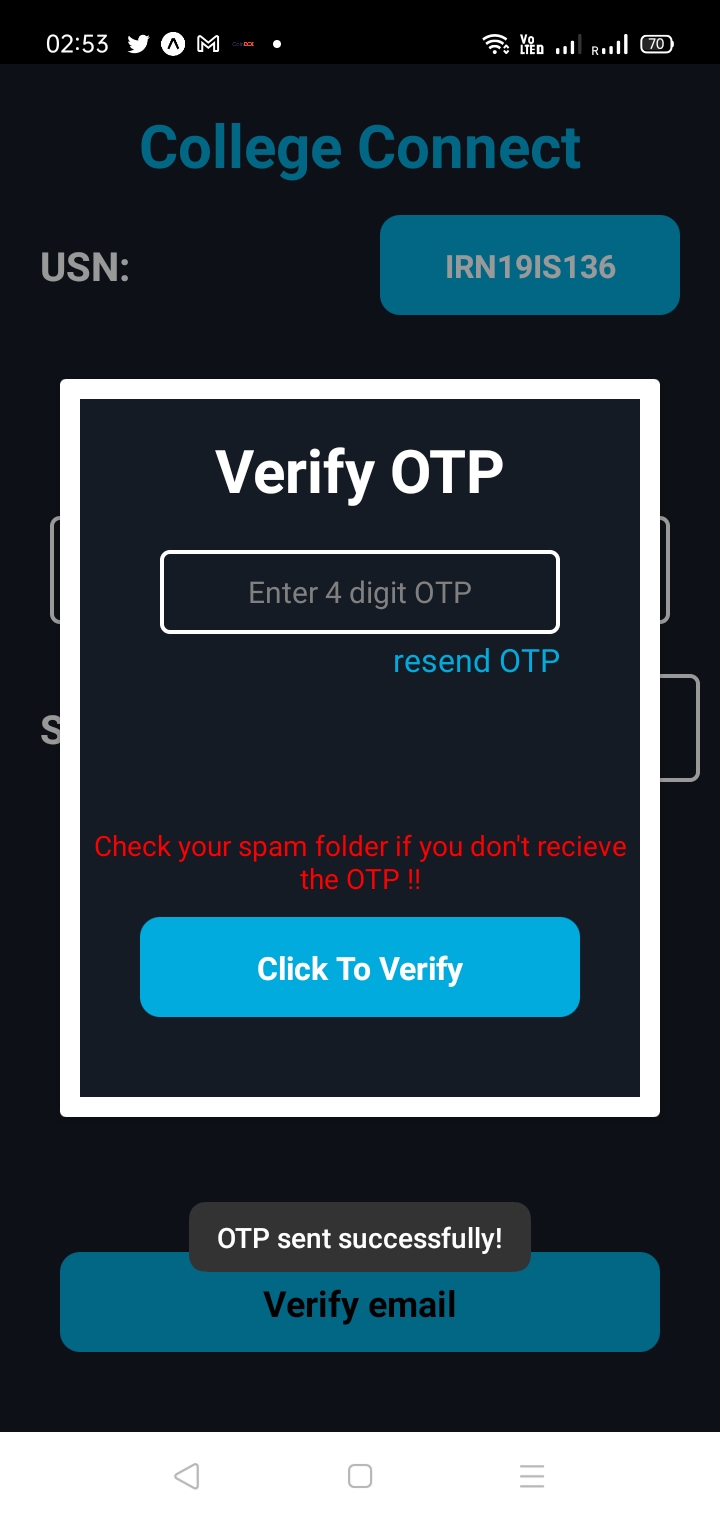 02:53
Vo
LTED
R
70
College Connect
USN:
IRN19IS136
Verify OTP
Enter 4 digit OTP
resend OTP
S
Check your spam folder if you don't recieve
the OTP !!
Click To Verify
OTP sent successfully!
Verify email